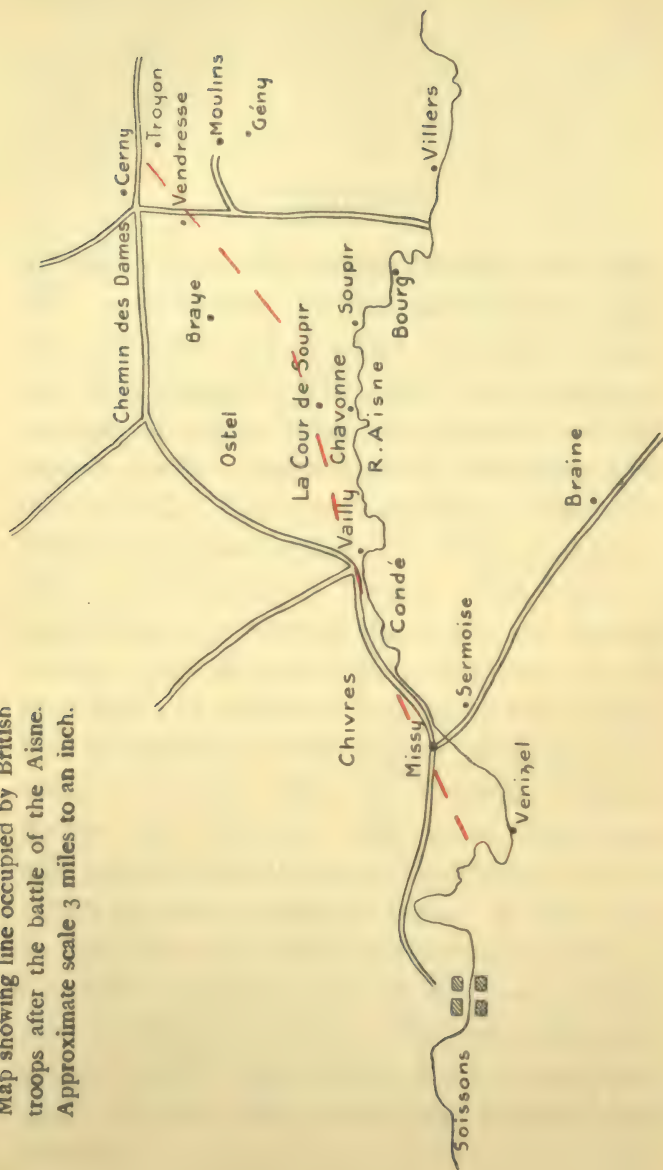 Map showing line occupied by British
troops after the battle of the Aisne.
Approximate scale 3 miles to an inch.
Chemin des Dames
Cerny
Troyon
Vendresse
Moulins
Gény
Braye
Ostel
La Cour de Soupir
Soupir
Chavonne
Vailly
R. Aisne
Bourg
Villers
Condé
Chivres
Missy
Sermoise
Braine
Venizel
Soissons